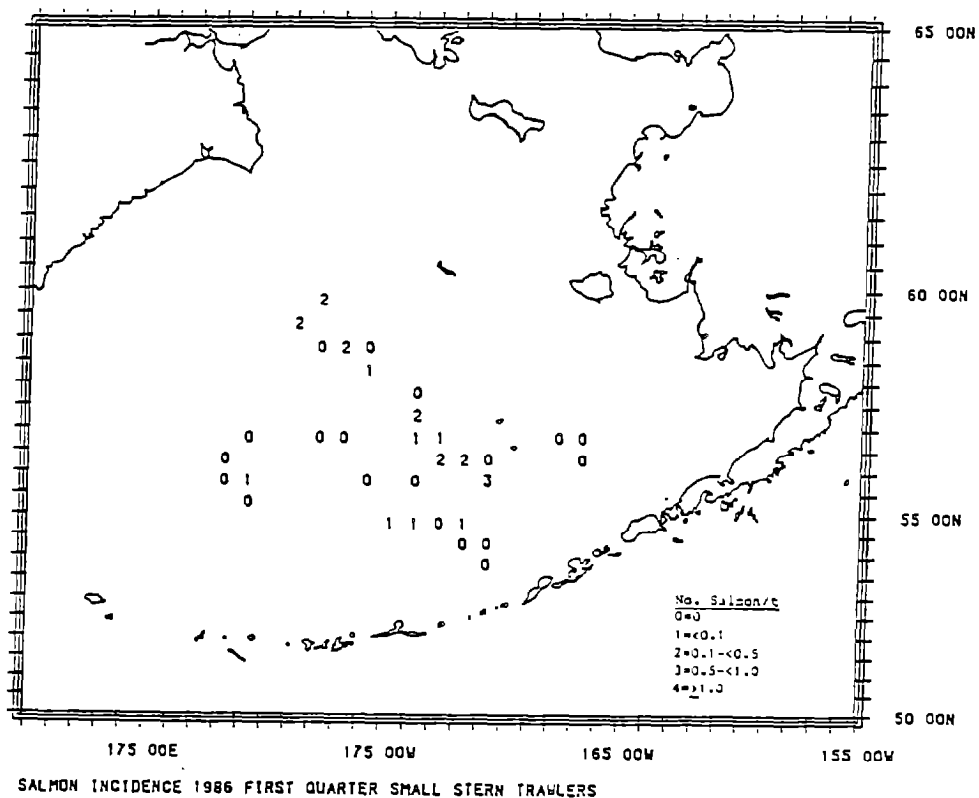 65 00N
2
60 00N
2
0 2 0
1
0
2
0 0 0 1 1 0 0
0 2 2 0 0
0 1 0 0 3
0
1 1 0 1
55 00N
0 0
0
No. Salmon/t
0=0
1=<0.1
2=0.1-<0.5
3=0.5-<1.0
4=≥1.0
50 00N
175 00E 175 00W 165 00W 155 00W
SALMON INCIDENCE 1986 FIRST QUARTER SMALL STERN TRAWLERS